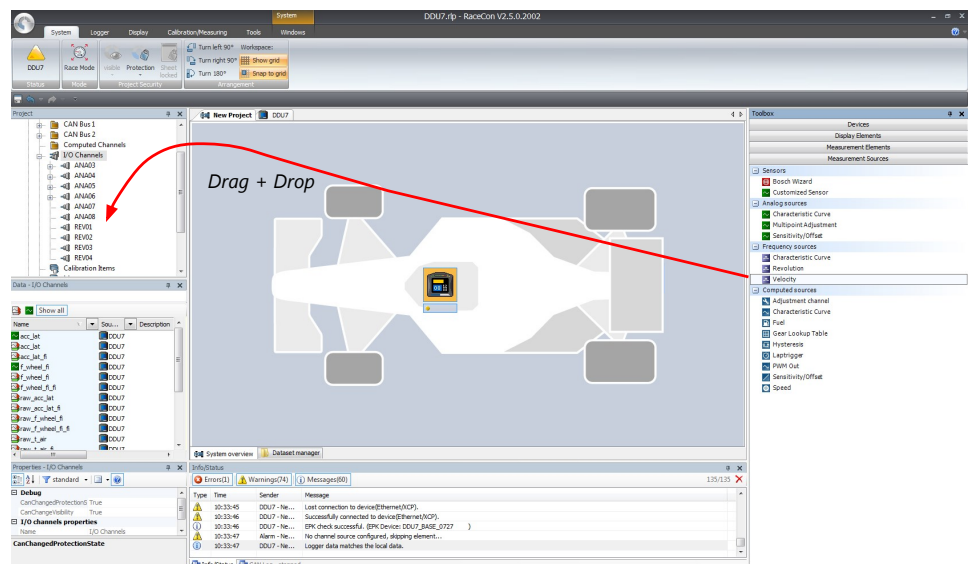 System
DDU7.rlp - RaceCon V2.5.0.2002
System Logger Display Calibration/Measuring Tools Windows
DDU7
Race Mode
visible Protection Sheet locked
Turn left 90° Workspace:
Turn right 90° Show grid
Turn 180° Snap to grid
Status Mode Project Security Arrangement
Project
CAN Bus 1
CAN Bus 2
Computed Channels
I/O Channels
ANA03
ANA04
ANA05
ANA06
ANA07
ANA08
REV01
REV02
REV03
REV04
Calibration Items
New Project DDU7
Drag + Drop
System overview Dataset manager
Toolbox
Devices
Display Elements
Measurement Elements
Measurement Sources
Sensors
Bosch Wizard
Customized Sensor
Analog sources
Characteristic Curve
Multipoint Adjustment
Sensitivity/Offset
Frequency sources
Characteristic Curve
Revolution
Velocity
Computed sources
Adjustment channel
Characteristic Curve
Fuel
Gear Lookup Table
Hysteresis
Laptrigger
PWM Out
Sensitivity/Offset
Speed
Data - I/O Channels
Show all
Name Sou... Description
acc_lat DDU7
acc_lat DDU7
acc_lat_fi DDU7
f_wheel_fl DDU7
f_wheel_fl DDU7
f_wheel_fl_fi DDU7
raw_acc_lat DDU7
raw_acc_lat_fi DDU7
raw_f_wheel_fl DDU7
raw_f_wheel_fl_fi DDU7
raw_t_air DDU7
raw_t_air_fi DDU7
Properties - I/O Channels
standard
Debug
CanChangedProtectionS True
CanChangeVisibility True
I/O channels properties
Name I/O Channels
CanChangedProtectionState
Info/Status
Errors(1) Warnings(74) Messages(60) 135/135
Type Time Sender Message
10:33:45 DDU7 - Ne... Lost connection to device(Ethernet/XCP).
10:33:46 DDU7 - Ne... Successfully connected to device(Ethernet/XCP).
10:33:46 DDU7 - Ne... EPK check successful. (EPK Device: DDU7_BASE_0727 )
10:33:47 Alarm - Ne... No channel source configured, skipping element...
10:33:47 DDU7 - Ne... Logger data matches the local data.